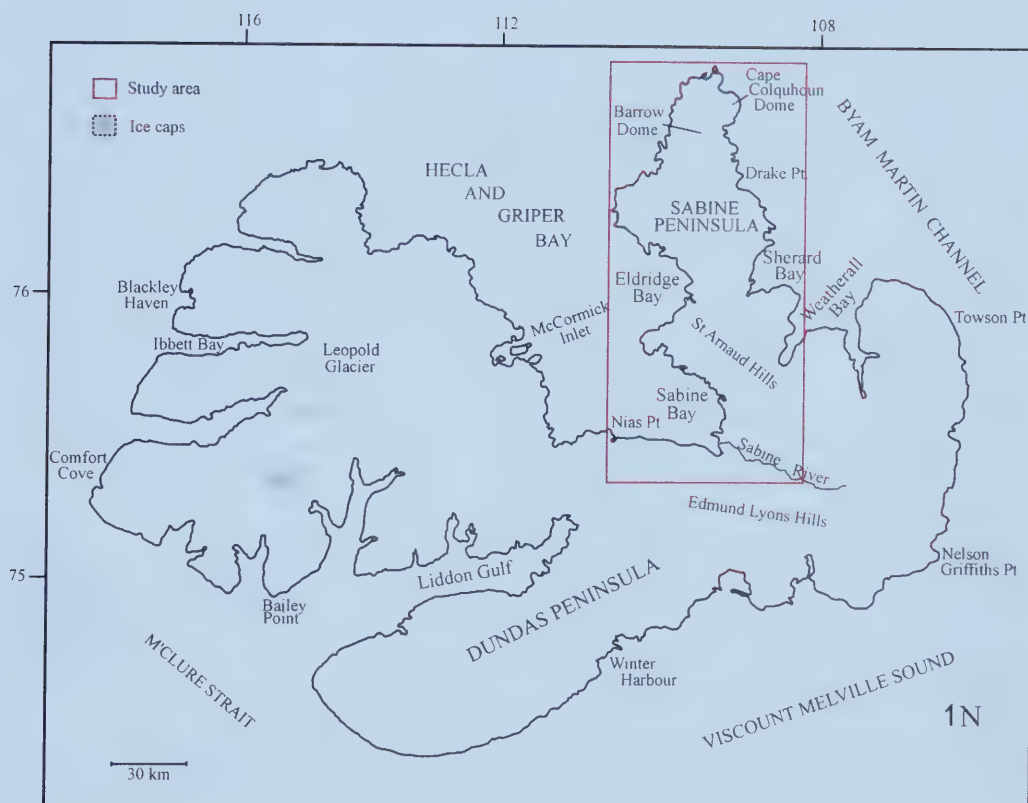 116
112
108
Study area
Ice caps
Cape
Colquhoun
Dome
Barrow
Dome
BYAM MARTIN CHANNEL
HECLA
AND
GRIPER
BAY
Drake Pt.
SABINE
PENINSULA
Sherard
Bay
Weatherall
Bay
76
Blackley
Haven
Eldridge
Bay
Towson Pt
McCormick
Inlet
Ibbett Bay
Leopold
Glacier
St Arnaud Hills
Sabine
Bay
Nias Pt
Comfort
Cove
Sabine River
Edmund Lyons Hills
75
Nelson
Griffiths Pt
Liddon Gulf
Bailey
Point
DUNDAS PENINSULA
M'CLURE STRAIT
Winter
Harbour
VISCOUNT MELVILLE SOUND
1N
30 km